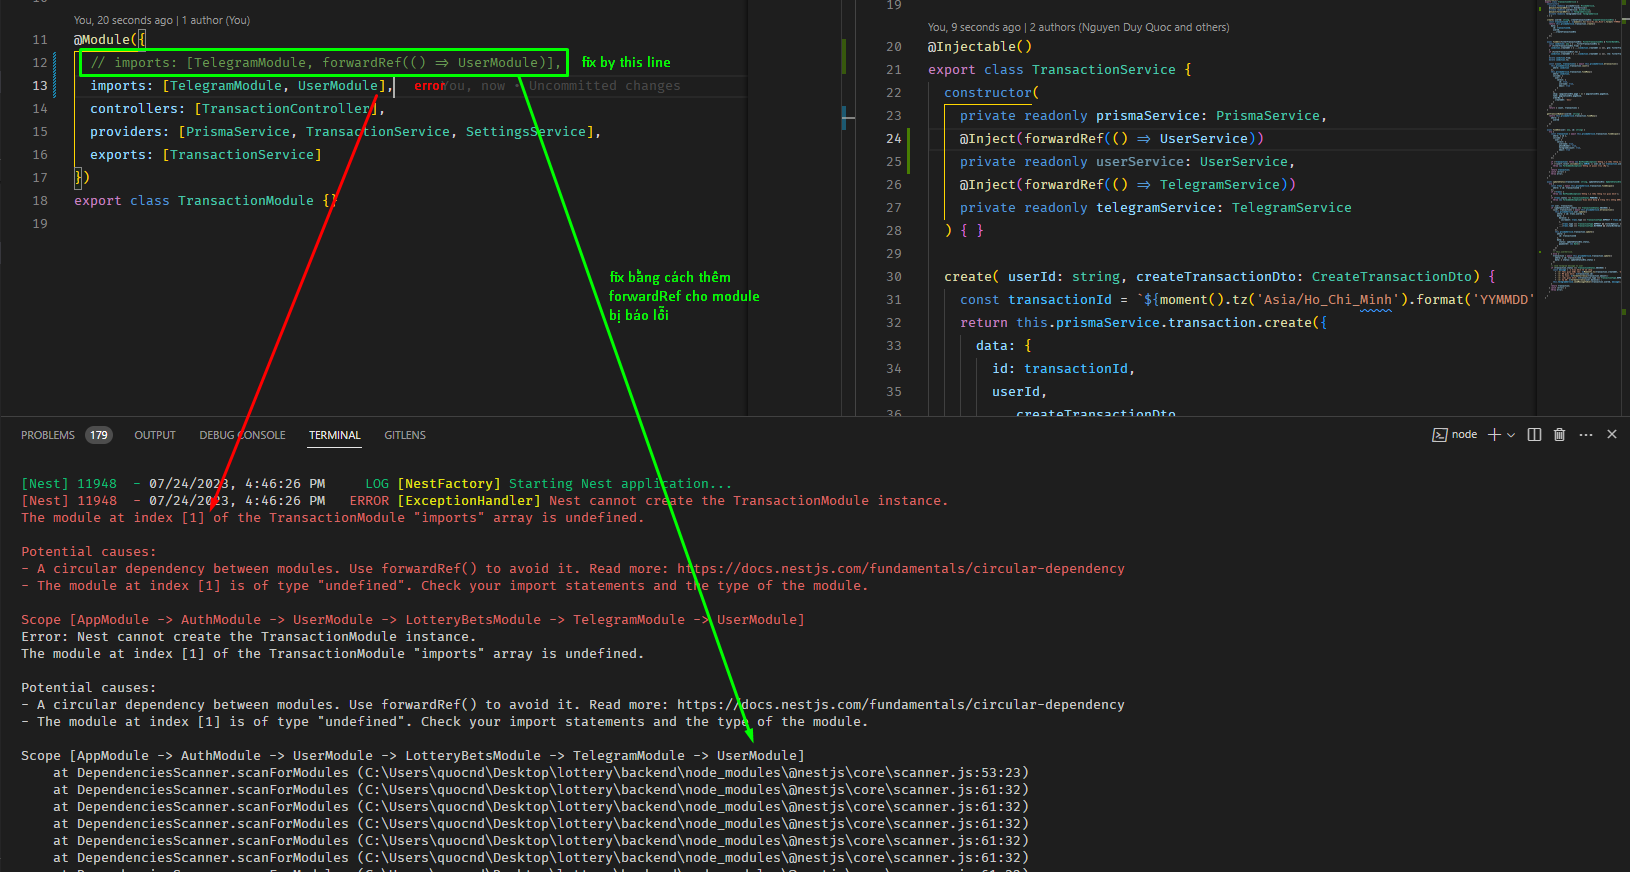 You, 20 seconds ago | 1 author (You)
11 @Module({
12 // imports: [TelegramModule, forwardRef(() => UserModule)],
fix by this line
13 imports: [TelegramModule, UserModule],
error
You, now • Uncommitted changes
14 controllers: [TransactionController],
15 providers: [PrismaService, TransactionService, SettingsService],
16 exports: [TransactionService]
17 })
18 export class TransactionModule {}
19
fix bằng cách thêm
forwardRef cho module
bị báo lỗi
19
You, 9 seconds ago | 2 authors (Nguyen Duy Quoc and others)
20 @Injectable()
21 export class TransactionService {
22 constructor(
23 private readonly prismaService: PrismaService,
24 @Inject(forwardRef(() => UserService))
25 private readonly userService: UserService,
26 @Inject(forwardRef(() => TelegramService))
27 private readonly telegramService: TelegramService
28 ) { }
29
30 create( userId: string, createTransactionDto: CreateTransactionDto) {
31 const transactionId = `${moment().tz('Asia/Ho_Chi_Minh').format('YYMMDD'
32 return this.prismaService.transaction.create({
33 data: {
34 id: transactionId,
35 userId,
36 createTransactionDto
PROBLEMS 179 OUTPUT DEBUG CONSOLE TERMINAL GITLENS
node
[Nest] 11948 - 07/24/2023, 4:46:26 PM LOG [NestFactory] Starting Nest application...
[Nest] 11948 - 07/24/2023, 4:46:26 PM ERROR [ExceptionHandler] Nest cannot create the TransactionModule instance.
The module at index [1] of the TransactionModule "imports" array is undefined.
Potential causes:
- A circular dependency between modules. Use forwardRef() to avoid it. Read more: https://docs.nestjs.com/fundamentals/circular-dependency
- The module at index [1] is of type "undefined". Check your import statements and the type of the module.
Scope [AppModule -> AuthModule -> UserModule -> LotteryBetsModule -> TelegramModule -> UserModule]
Error: Nest cannot create the TransactionModule instance.
The module at index [1] of the TransactionModule "imports" array is undefined.
Potential causes:
- A circular dependency between modules. Use forwardRef() to avoid it. Read more: https://docs.nestjs.com/fundamentals/circular-dependency
- The module at index [1] is of type "undefined". Check your import statements and the type of the module.
Scope [AppModule -> AuthModule -> UserModule -> LotteryBetsModule -> TelegramModule -> UserModule]
at DependenciesScanner.scanForModules (C:\Users\quocnd\Desktop\lottery\backend\node_modules\@nestjs\core\scanner.js:53:23)
at DependenciesScanner.scanForModules (C:\Users\quocnd\Desktop\lottery\backend\node_modules\@nestjs\core\scanner.js:61:32)
at DependenciesScanner.scanForModules (C:\Users\quocnd\Desktop\lottery\backend\node_modules\@nestjs\core\scanner.js:61:32)
at DependenciesScanner.scanForModules (C:\Users\quocnd\Desktop\lottery\backend\node_modules\@nestjs\core\scanner.js:61:32)
at DependenciesScanner.scanForModules (C:\Users\quocnd\Desktop\lottery\backend\node_modules\@nestjs\core\scanner.js:61:32)
at DependenciesScanner.scanForModules (C:\Users\quocnd\Desktop\lottery\backend\node_modules\@nestjs\core\scanner.js:61:32)